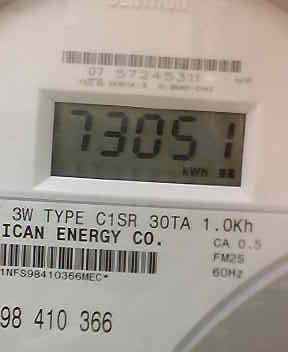 07 57245311
73051
kWh
3W TYPE C1SR 30TA 1.0Kh
ICAN ENERGY CO.
CA 0.5
FM2S
60Hz
1NFS98410366MEC*
98 410 366